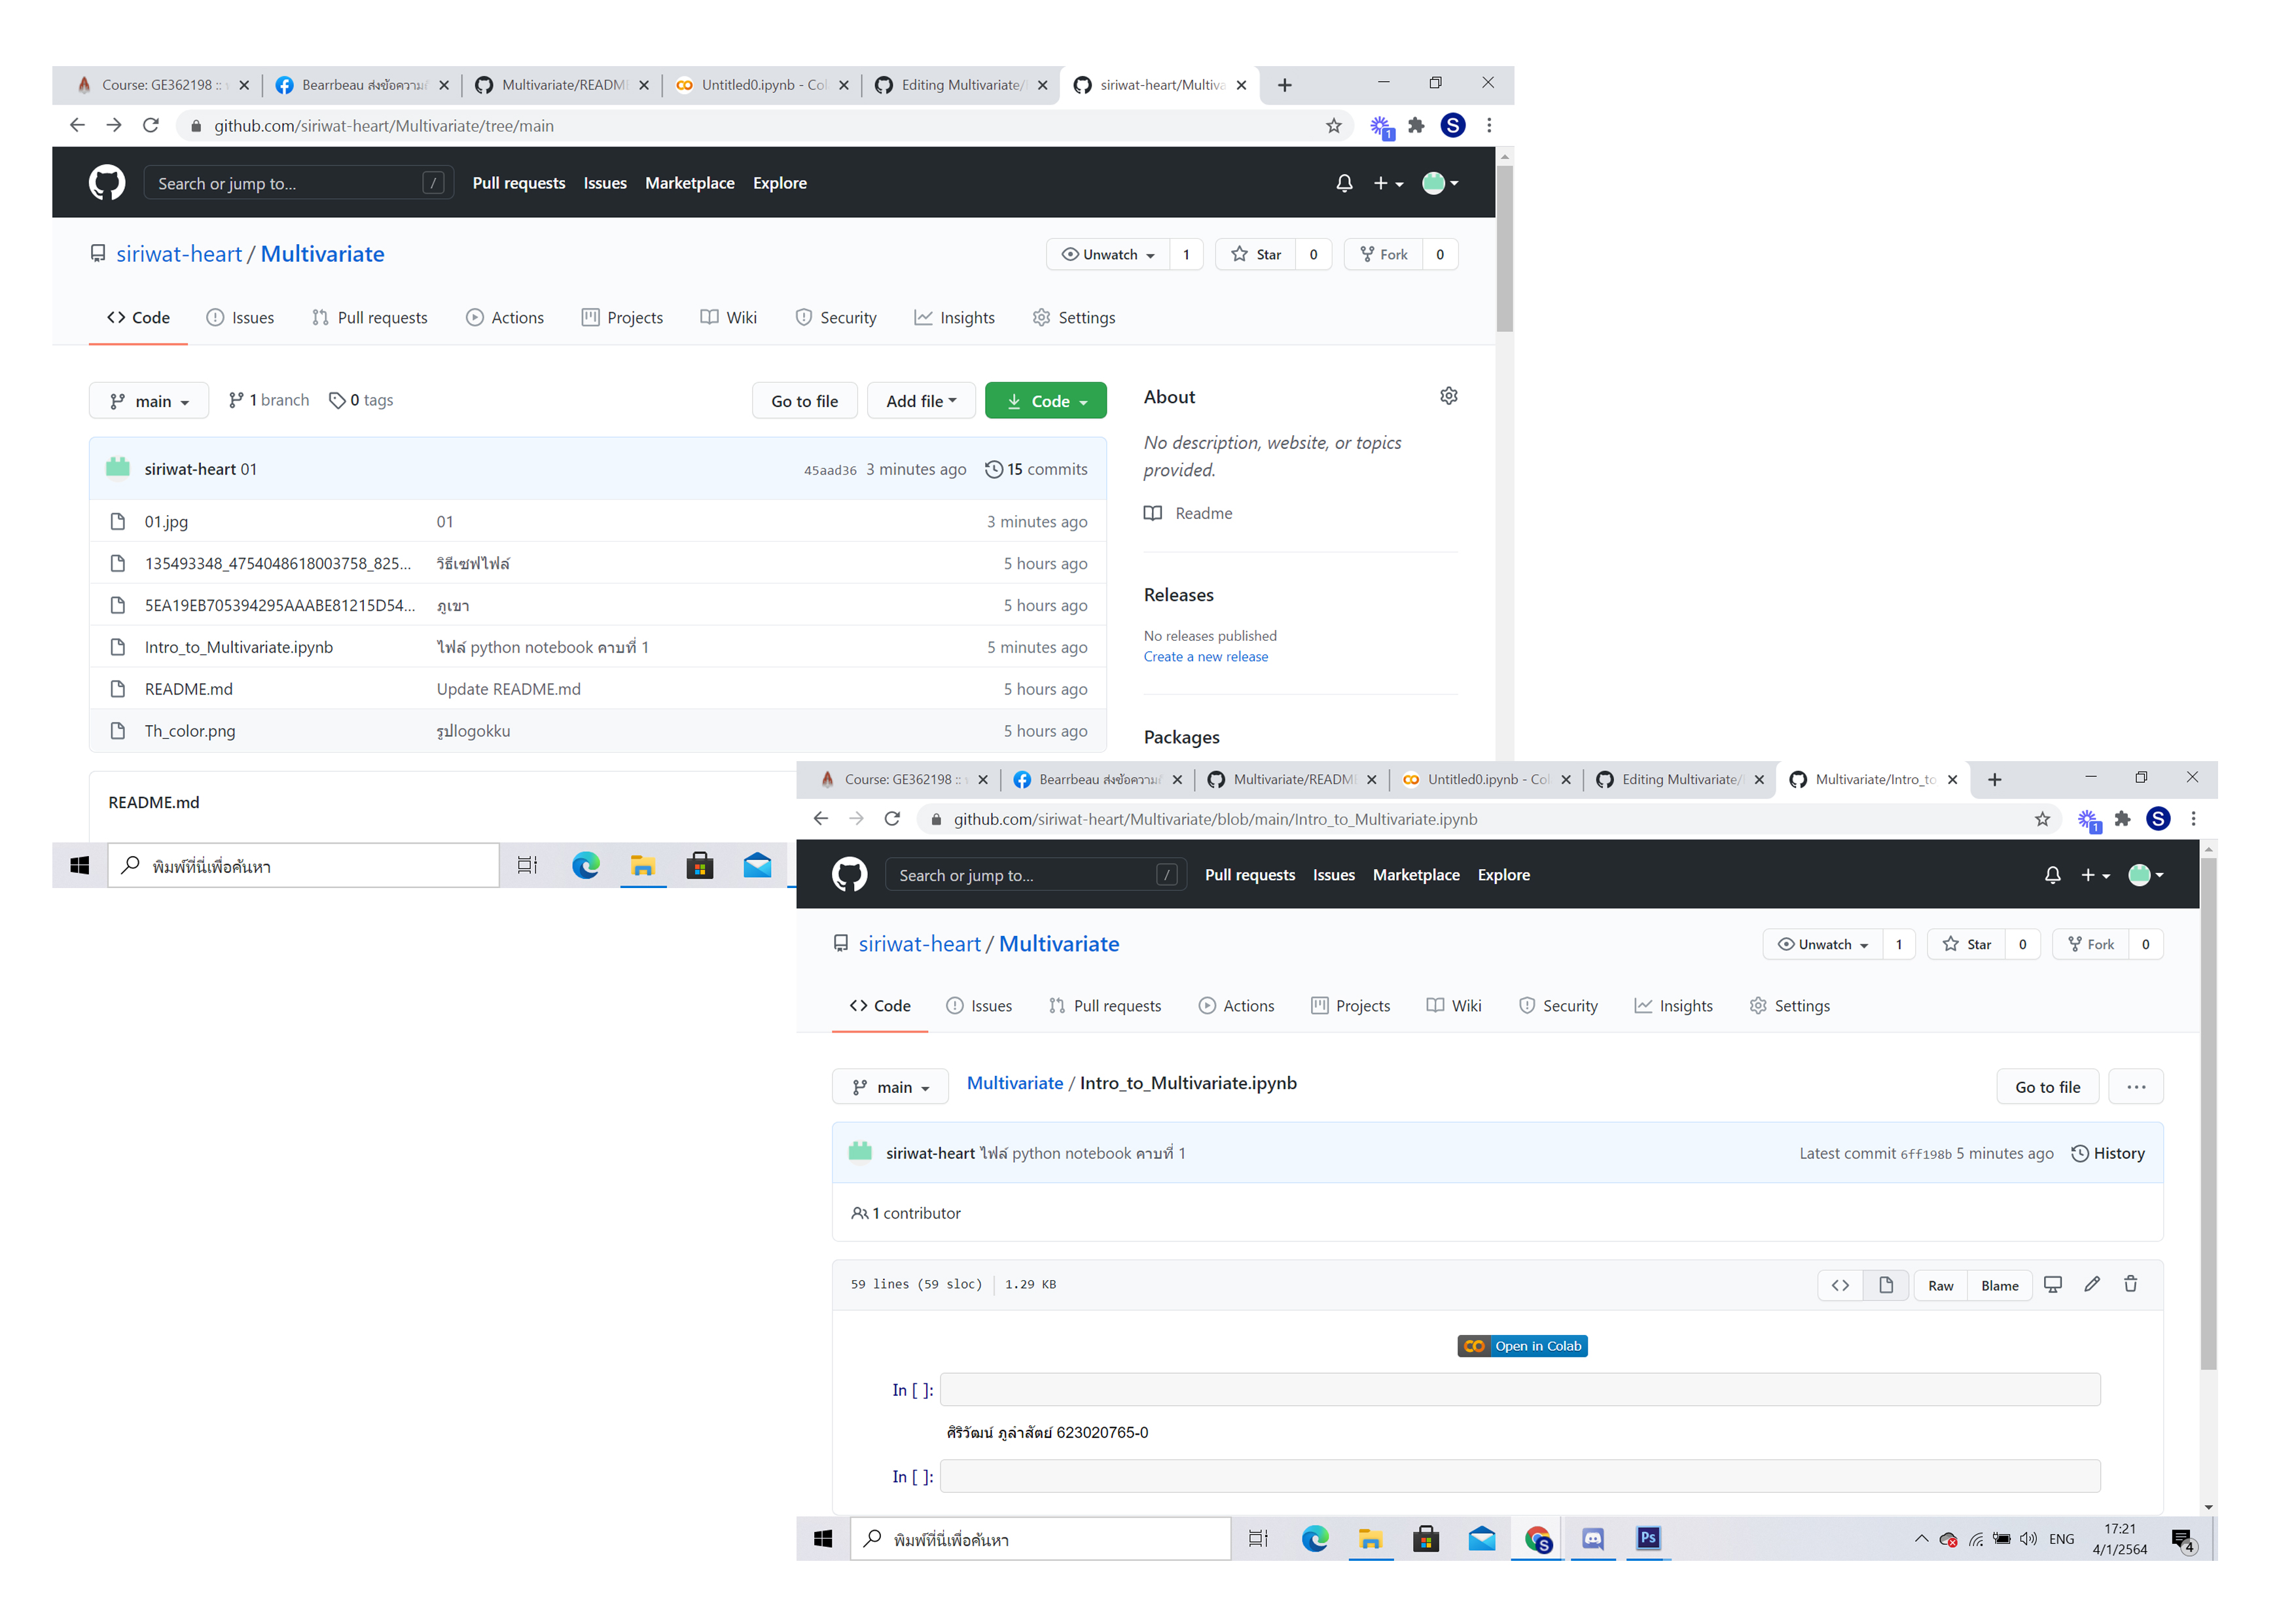 Course: GE362198 ::
Bearrbeau ส่งข้อความถึ
Multivariate/READM
Untitled0.ipynb - Col
Editing Multivariate/
siriwat-heart/Multiva
github.com/siriwat-heart/Multivariate/tree/main
1
S
Search or jump to...
/
Pull requests
Issues
Marketplace
Explore
siriwat-heart / Multivariate
Unwatch 1
Star 0
Fork 0
Code
Issues
Pull requests
Actions
Projects
Wiki
Security
Insights
Settings
main
1 branch
0 tags
Go to file
Add file
Code
About
No description, website, or topics
provided.
Readme
siriwat-heart 01
45aad36 3 minutes ago
15 commits
01.jpg 01 3 minutes ago
135493348_4754048618003758_825... วิธีเซฟไฟล์ 5 hours ago
5EA19EB705394295AAABE81215D54... ภูเขา 5 hours ago
Intro_to_Multivariate.ipynb ไฟล์ python notebook คาบที่ 1 5 minutes ago
README.md Update README.md 5 hours ago
Th_color.png รูปlogokku 5 hours ago
Releases
No releases published
Create a new release
Packages
README.md
พิมพ์ที่นี่เพื่อค้นหา
Course: GE362198 ::
Bearrbeau ส่งข้อความถึ
Multivariate/READM
Untitled0.ipynb - Col
Editing Multivariate/
Multivariate/Intro_to
github.com/siriwat-heart/Multivariate/blob/main/Intro_to_Multivariate.ipynb
1
S
Search or jump to...
/
Pull requests
Issues
Marketplace
Explore
siriwat-heart / Multivariate
Unwatch 1
Star 0
Fork 0
Code
Issues
Pull requests
Actions
Projects
Wiki
Security
Insights
Settings
main
Multivariate / Intro_to_Multivariate.ipynb
Go to file
...
siriwat-heart ไฟล์ python notebook คาบที่ 1
Latest commit 6ff198b 5 minutes ago
History
1 contributor
59 lines (59 sloc) 1.29 KB
Raw
Blame
Open in Colab
In [ ]:
ศิริวัฒน์ ภูลำสัตย์ 623020765-0
In [ ]:
พิมพ์ที่นี่เพื่อค้นหา
S
Ps
ENG
17:21
4/1/2564
4